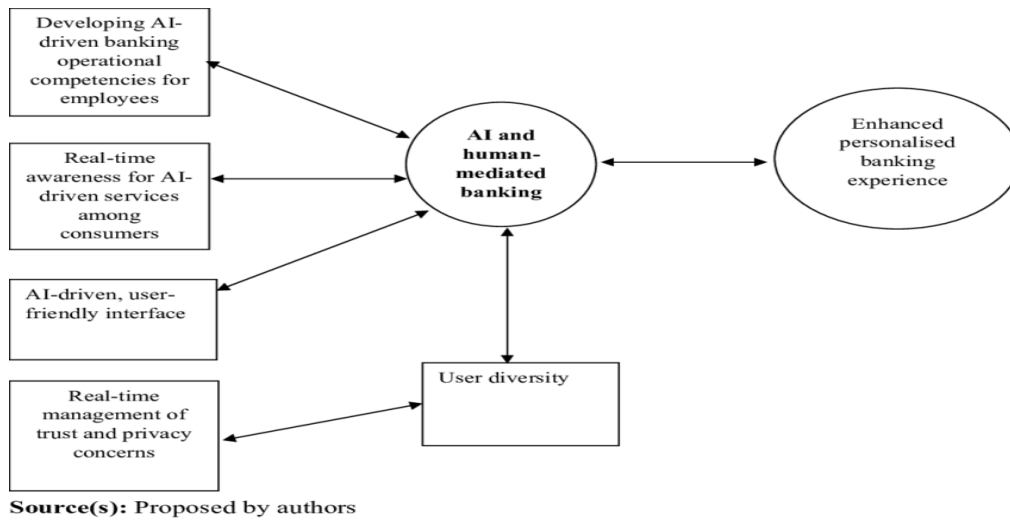 Developing AI-
driven banking
operational
competencies for
employees
Real-time
awareness for AI-
driven services
among
consumers
AI-driven, user-
friendly interface
Real-time
management of
trust and privacy
concerns
AI and
human-
mediated
banking
User diversity
Enhanced
personalised
banking
experience
Source(s): Proposed by authors